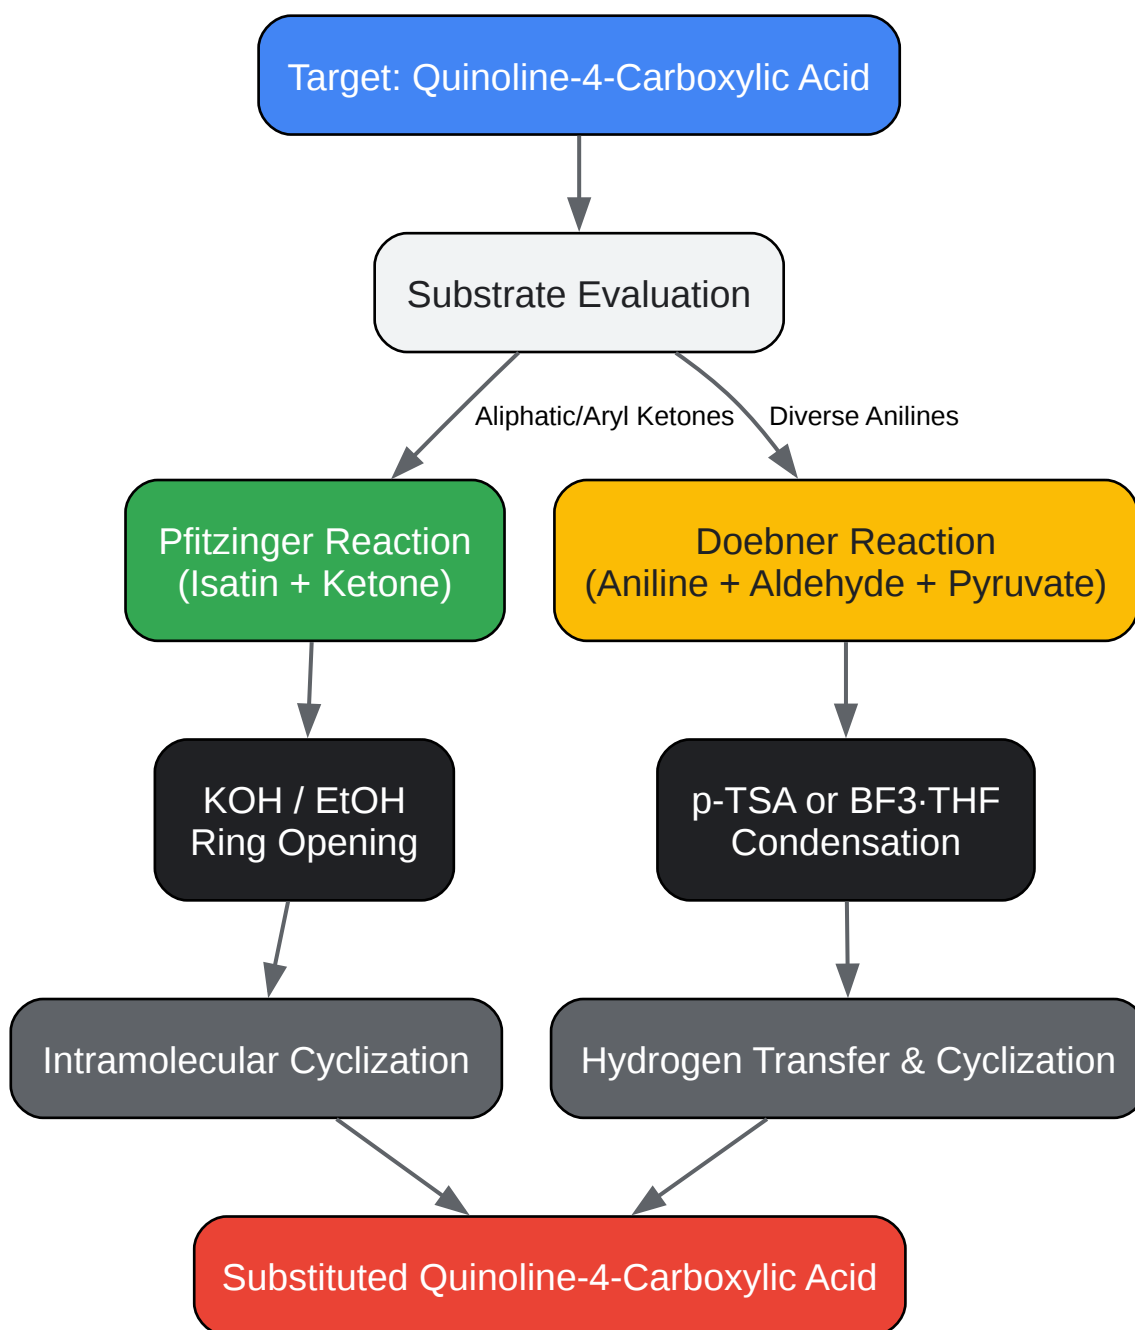 Target: Quinoline-4-Carboxylic Acid
Substrate Evaluation
Aliphatic/Aryl Ketones
Diverse Anilines
Pfitzinger Reaction
(Isatin + Ketone)
Doebner Reaction
(Aniline + Aldehyde + Pyruvate)
KOH / EtOH
Ring Opening
p-TSA or BF3·THF
Condensation
Intramolecular Cyclization
Hydrogen Transfer & Cyclization
Substituted Quinoline-4-Carboxylic Acid